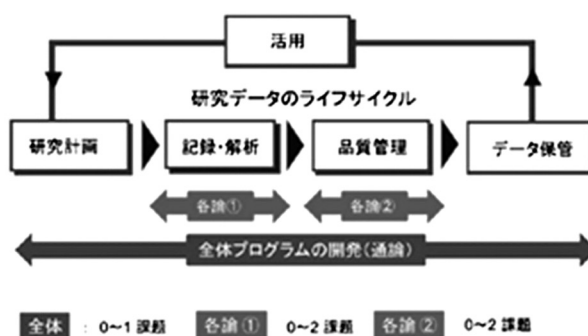 活用
研究データのライフサイクル
研究計画 記録・解析 品質管理 データ保管
各論① 各論②
全体プログラムの開発(通論)
全体 : 0～1 課題 各論① 0～2 課題 各論② 0～2 課題